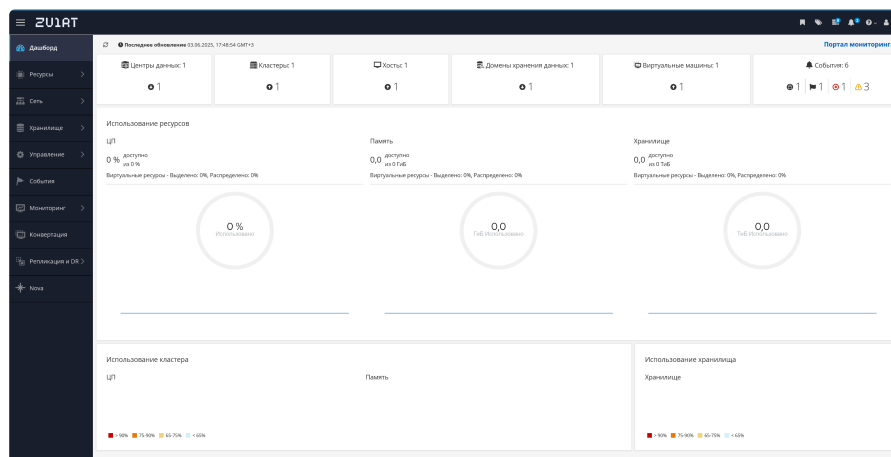 ZVIRT
Дашборд
Ресурсы
Сеть
Хранилище
Управление
События
Мониторинг
Конвертация
Репликация и DR
Nova
Последнее обновление 03.06.2025, 17:48:54 GMT+3
Портал мониторинга
Центры данных: 1
1
Кластеры: 1
1
Хосты: 1
1
Домены хранения данных: 1
1
Виртуальные машины: 1
1
События: 6
1 1 1 3
Использование ресурсов
ЦП
0 % доступно
из 0 %
Виртуальные ресурсы - Выделено: 0%, Распределено: 0%
0 %
Использовано
Память
0,0 доступно
из 0 ГиБ
Виртуальные ресурсы - Выделено: 0%, Распределено: 0%
0,0
ГиБ Использовано
Хранилище
0,0 доступно
из 0 ТиБ
Виртуальные ресурсы - Выделено: 0%, Распределено: 0%
0,0
ТиБ Использовано
Использование кластера
ЦП
Память
> 90% 75-90% 65-75% < 65%
Использование хранилища
Хранилище
> 90% 75-90% 65-75% < 65%